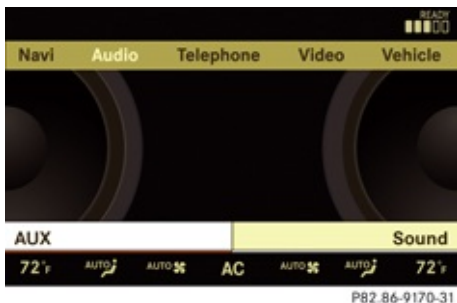 READY
Navi Audio Telephone Video Vehicle
AUX Sound
72°F AUTO AUTO AC AUTO AUTO 72°F
P82.86-9170-31